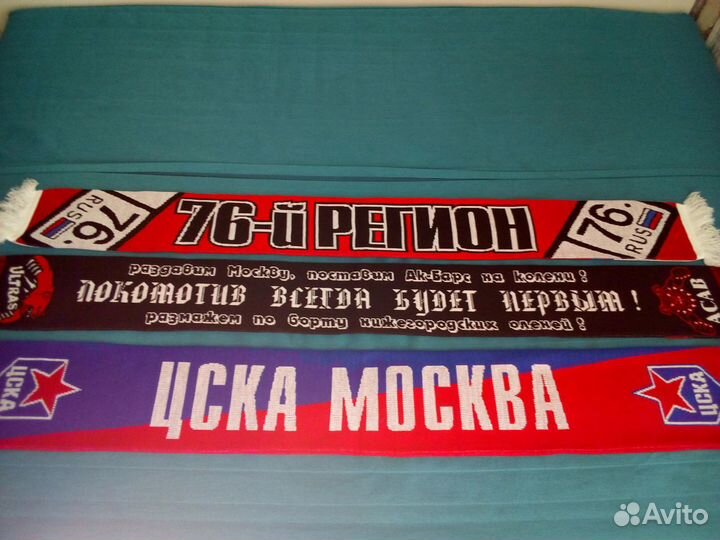 76 RUS 76-й РЕГИОН 76 RUS
раздавим Москву, поставим Ак-Барс на колени!
ULTRAS ЛОКОМОТИВ ВСЕГДА БУДЕТ ПЕРВЫМ! ACAB
размажем по борту нижегородских оленей!
ЦСКА ЦСКА МОСКВА ЦСКА
Avito